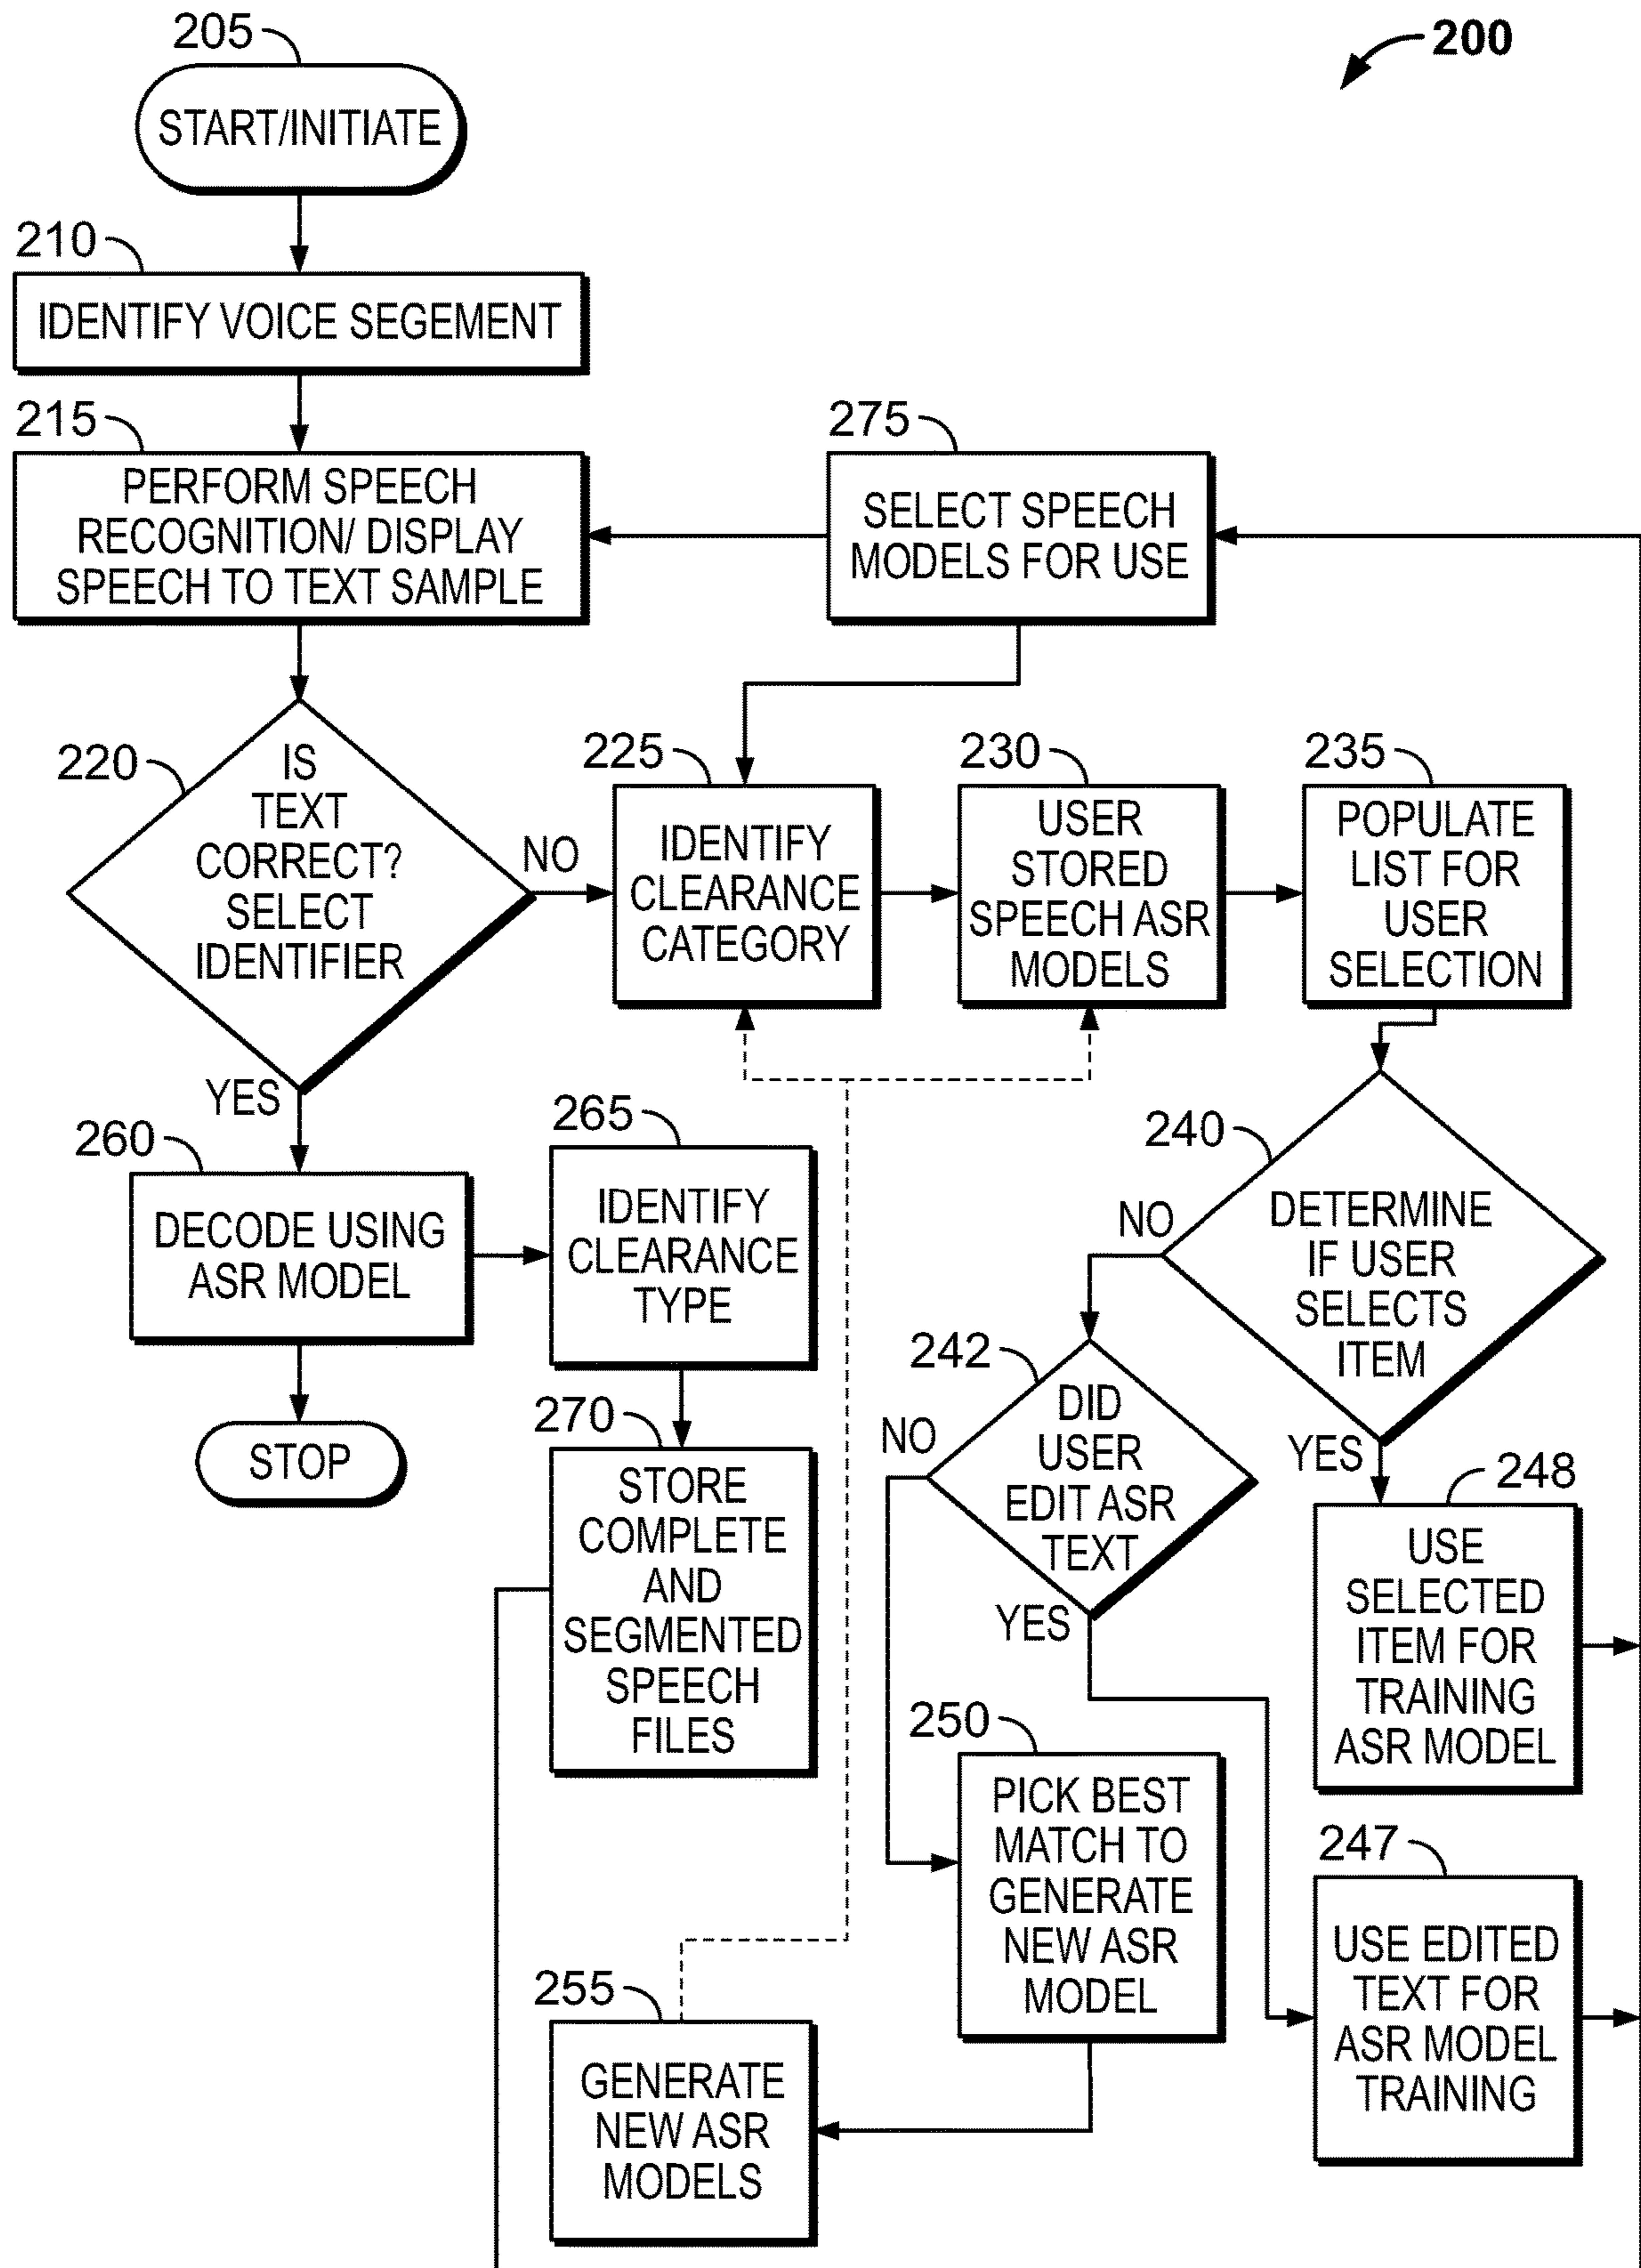 200
205
START/INITIATE
210
IDENTIFY VOICE SEGEMENT
215
PERFORM SPEECH
RECOGNITION/ DISPLAY
SPEECH TO TEXT SAMPLE
275
SELECT SPEECH
MODELS FOR USE
220
IS
TEXT
CORRECT?
SELECT
IDENTIFIER
NO
YES
225
IDENTIFY
CLEARANCE
CATEGORY
230
USER
STORED
SPEECH ASR
MODELS
235
POPULATE
LIST FOR
USER
SELECTION
240
DETERMINE
IF USER
SELECTS
ITEM
NO
YES
260
DECODE USING
ASR MODEL
STOP
265
IDENTIFY
CLEARANCE
TYPE
270
STORE
COMPLETE
AND
SEGMENTED
SPEECH
FILES
242
DID
USER
EDIT ASR
TEXT
NO
YES
248
USE
SELECTED
ITEM FOR
TRAINING
ASR MODEL
250
PICK BEST
MATCH TO
GENERATE
NEW ASR
MODEL
247
USE EDITED
TEXT FOR
ASR MODEL
TRAINING
255
GENERATE
NEW ASR
MODELS